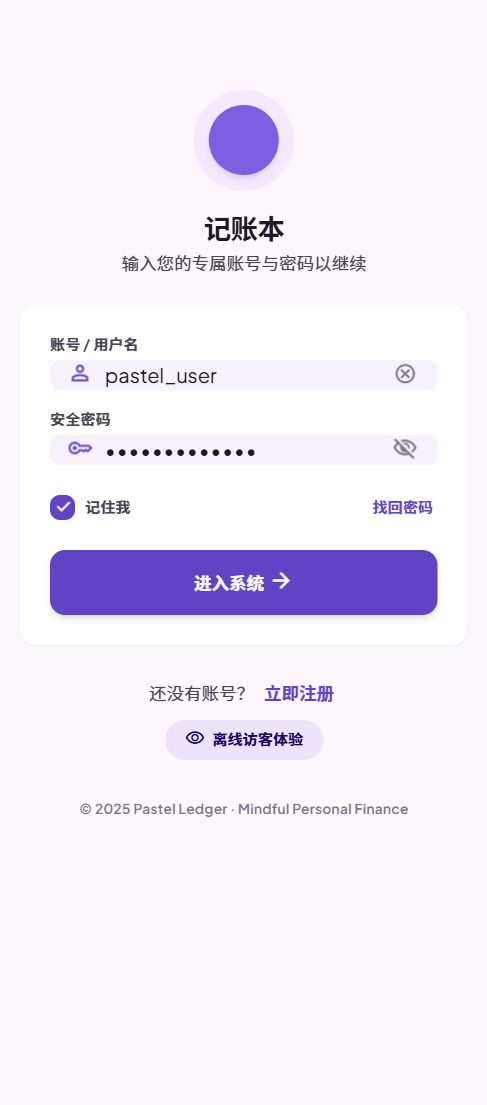 记账本
输入您的专属账号与密码以继续
账号 / 用户名
pastel_user
安全密码
•••••••••••••
记住我
找回密码
进入系统 →
还没有账号？ 立即注册
离线访客体验
© 2025 Pastel Ledger · Mindful Personal Finance